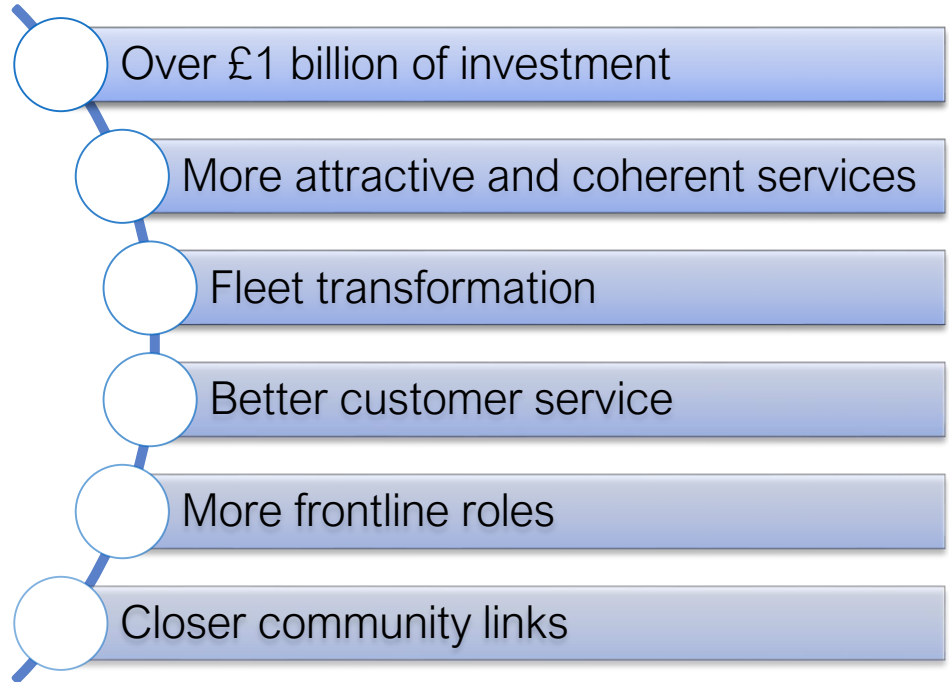 Over £1 billion of investment
More attractive and coherent services
Fleet transformation
Better customer service
More frontline roles
Closer community links